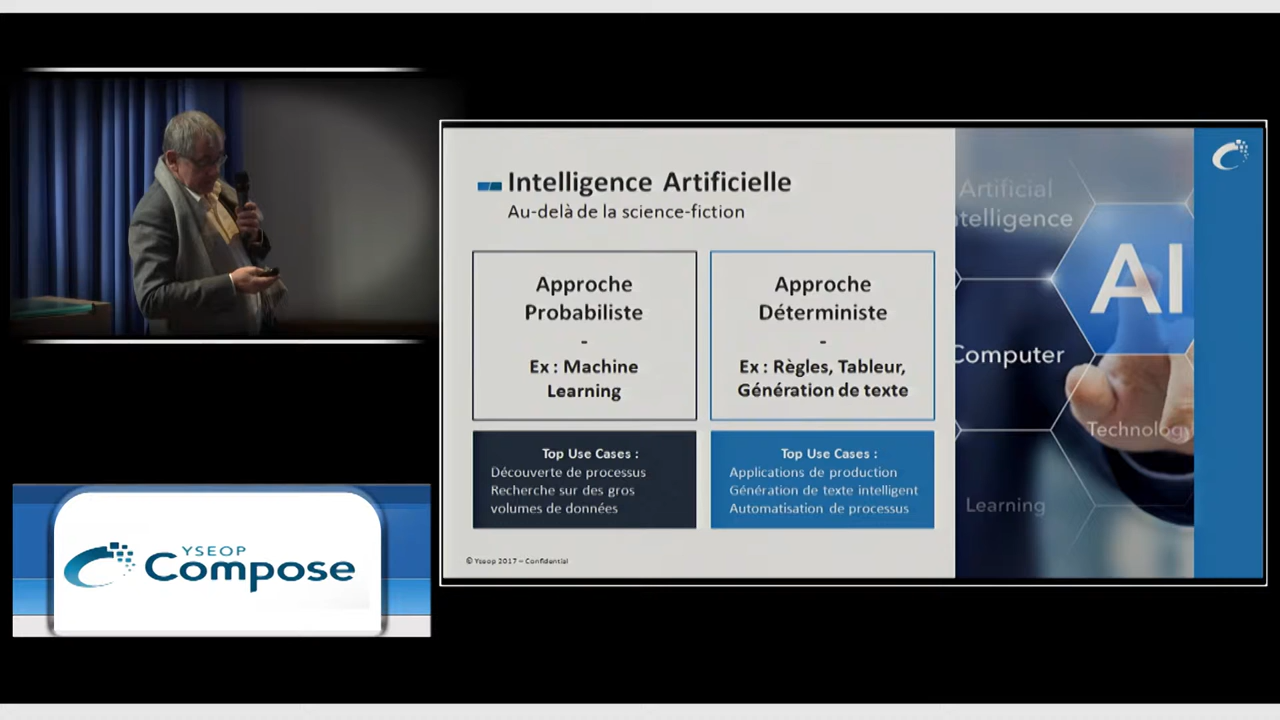 Intelligence Artificielle
Au-delà de la science-fiction
Approche
Probabiliste
-
Ex : Machine
Learning
Approche
Déterministe
-
Ex : Règles, Tableur,
Génération de texte
Top Use Cases :
Découverte de processus
Recherche sur des gros
volumes de données
Top Use Cases :
Applications de production
Génération de texte intelligent
Automatisation de processus
© Yseop 2017 – Confidential
Artificial
ntelligence
AI
Computer
Technolog
Learning
YSEOP
Compose